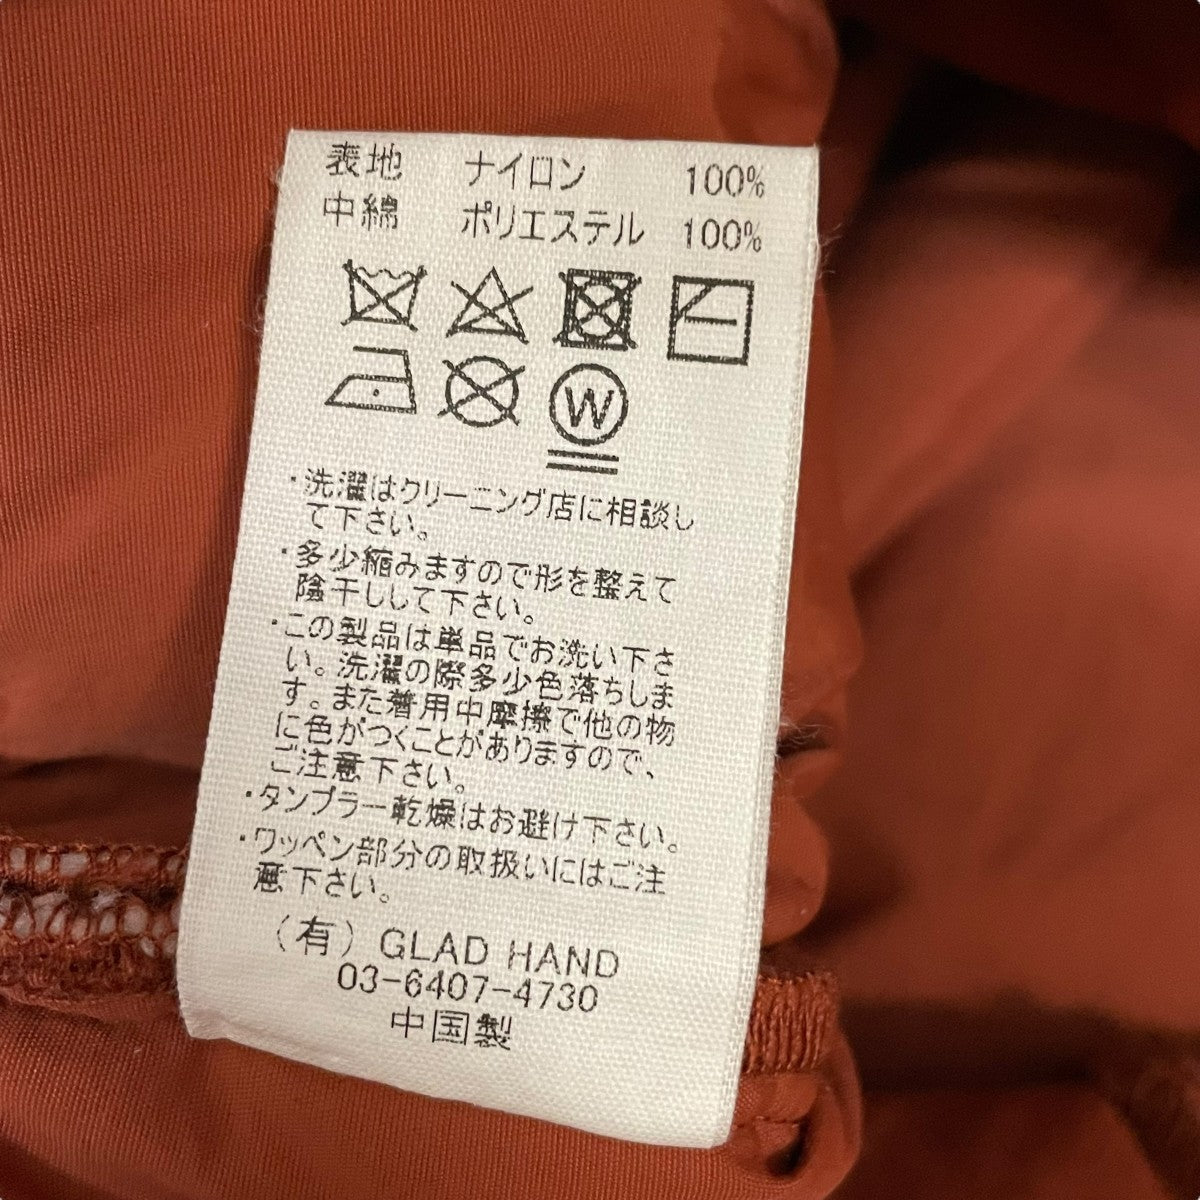 表地 ナイロン 100%
中綿 ポリエステル 100%
W
・洗濯はクリーニング店に相談し
て下さい。
・多少縮みますので形を整えて
陰干しして下さい。
・この製品は単品でお洗い下さ
い。洗濯の際多少色落ちしま
す。また着用中摩擦で他の物
に色がつくことがありますので、
ご注意下さい。
・タンブラー乾燥はお避け下さい。
・ワッペン部分の取扱いにはご注
意下さい。
(有) GLAD HAND
03-6407-4730
中国製